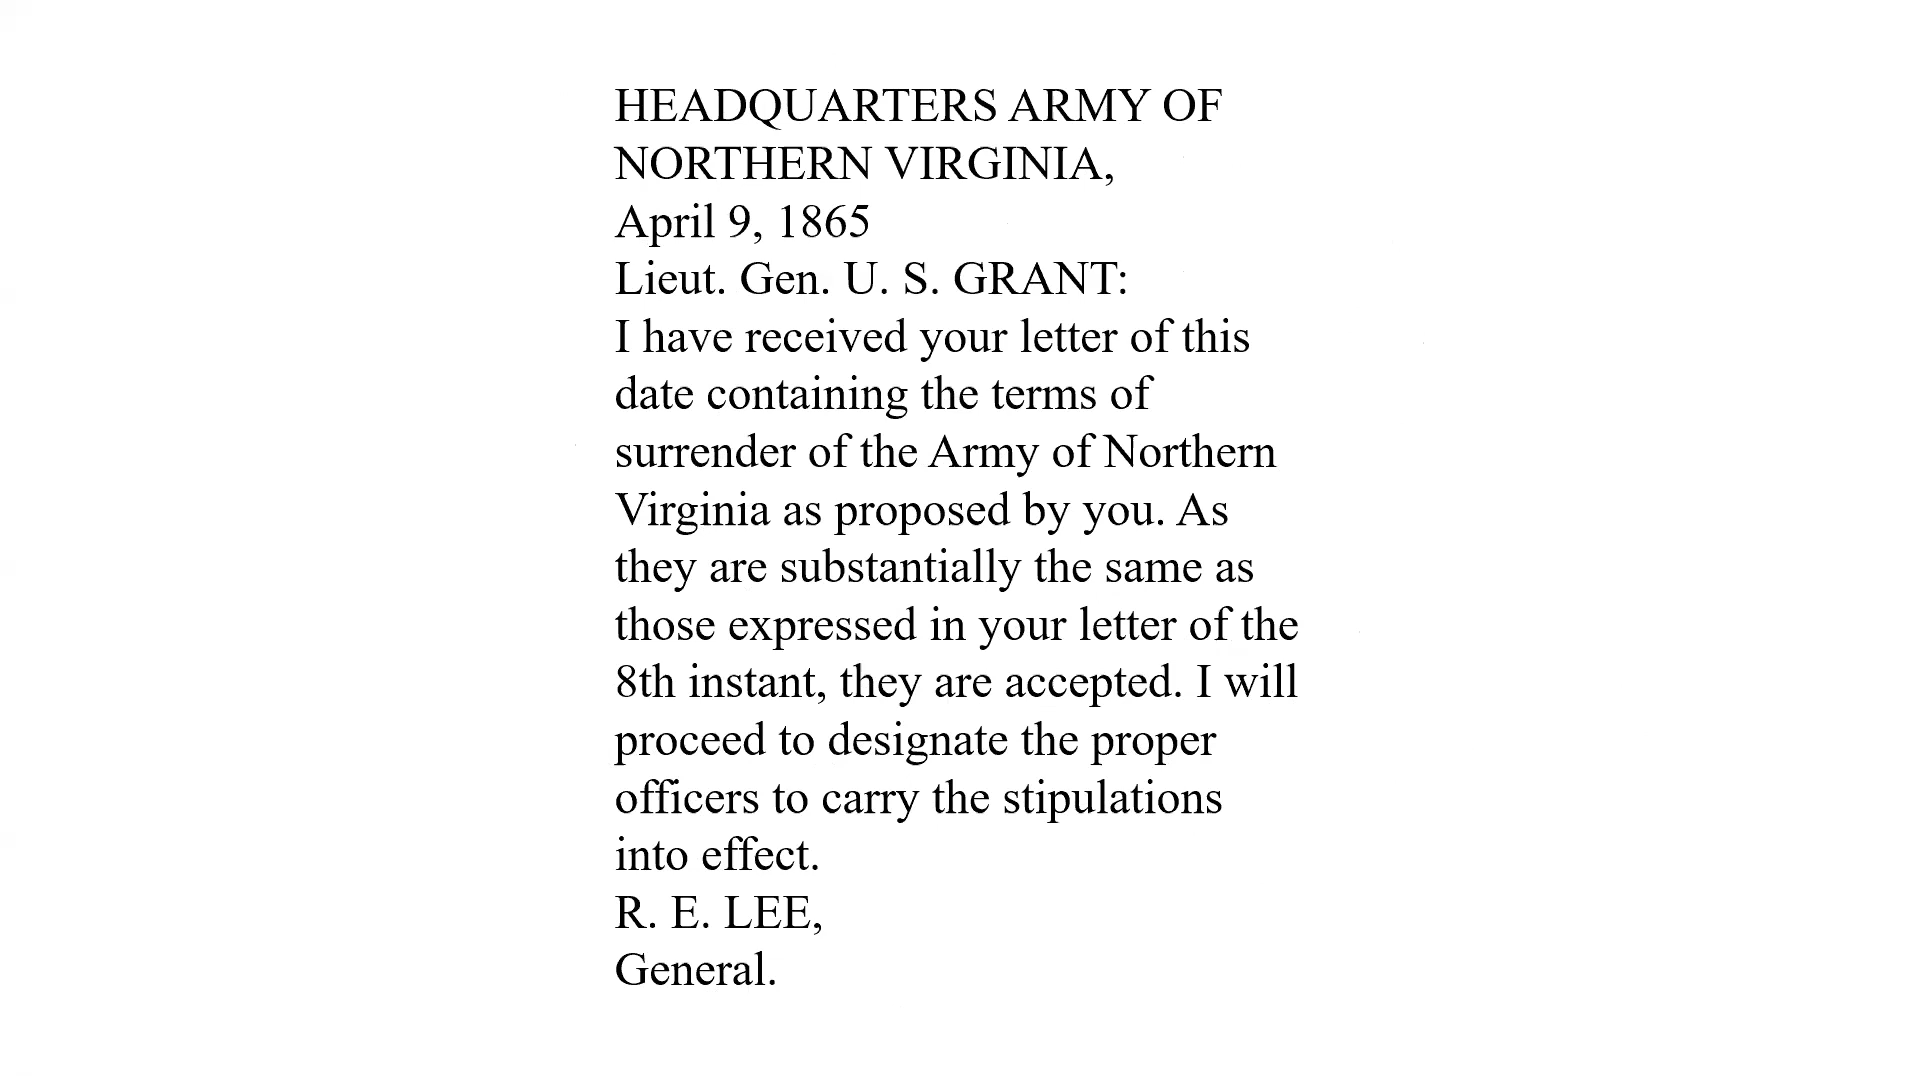 HEADQUARTERS ARMY OF
NORTHERN VIRGINIA,
April 9, 1865
Lieut. Gen. U. S. GRANT:
I have received your letter of this
date containing the terms of
surrender of the Army of Northern
Virginia as proposed by you. As
they are substantially the same as
those expressed in your letter of the
8th instant, they are accepted. I will
proceed to designate the proper
officers to carry the stipulations
into effect.
R. E. LEE,
General.